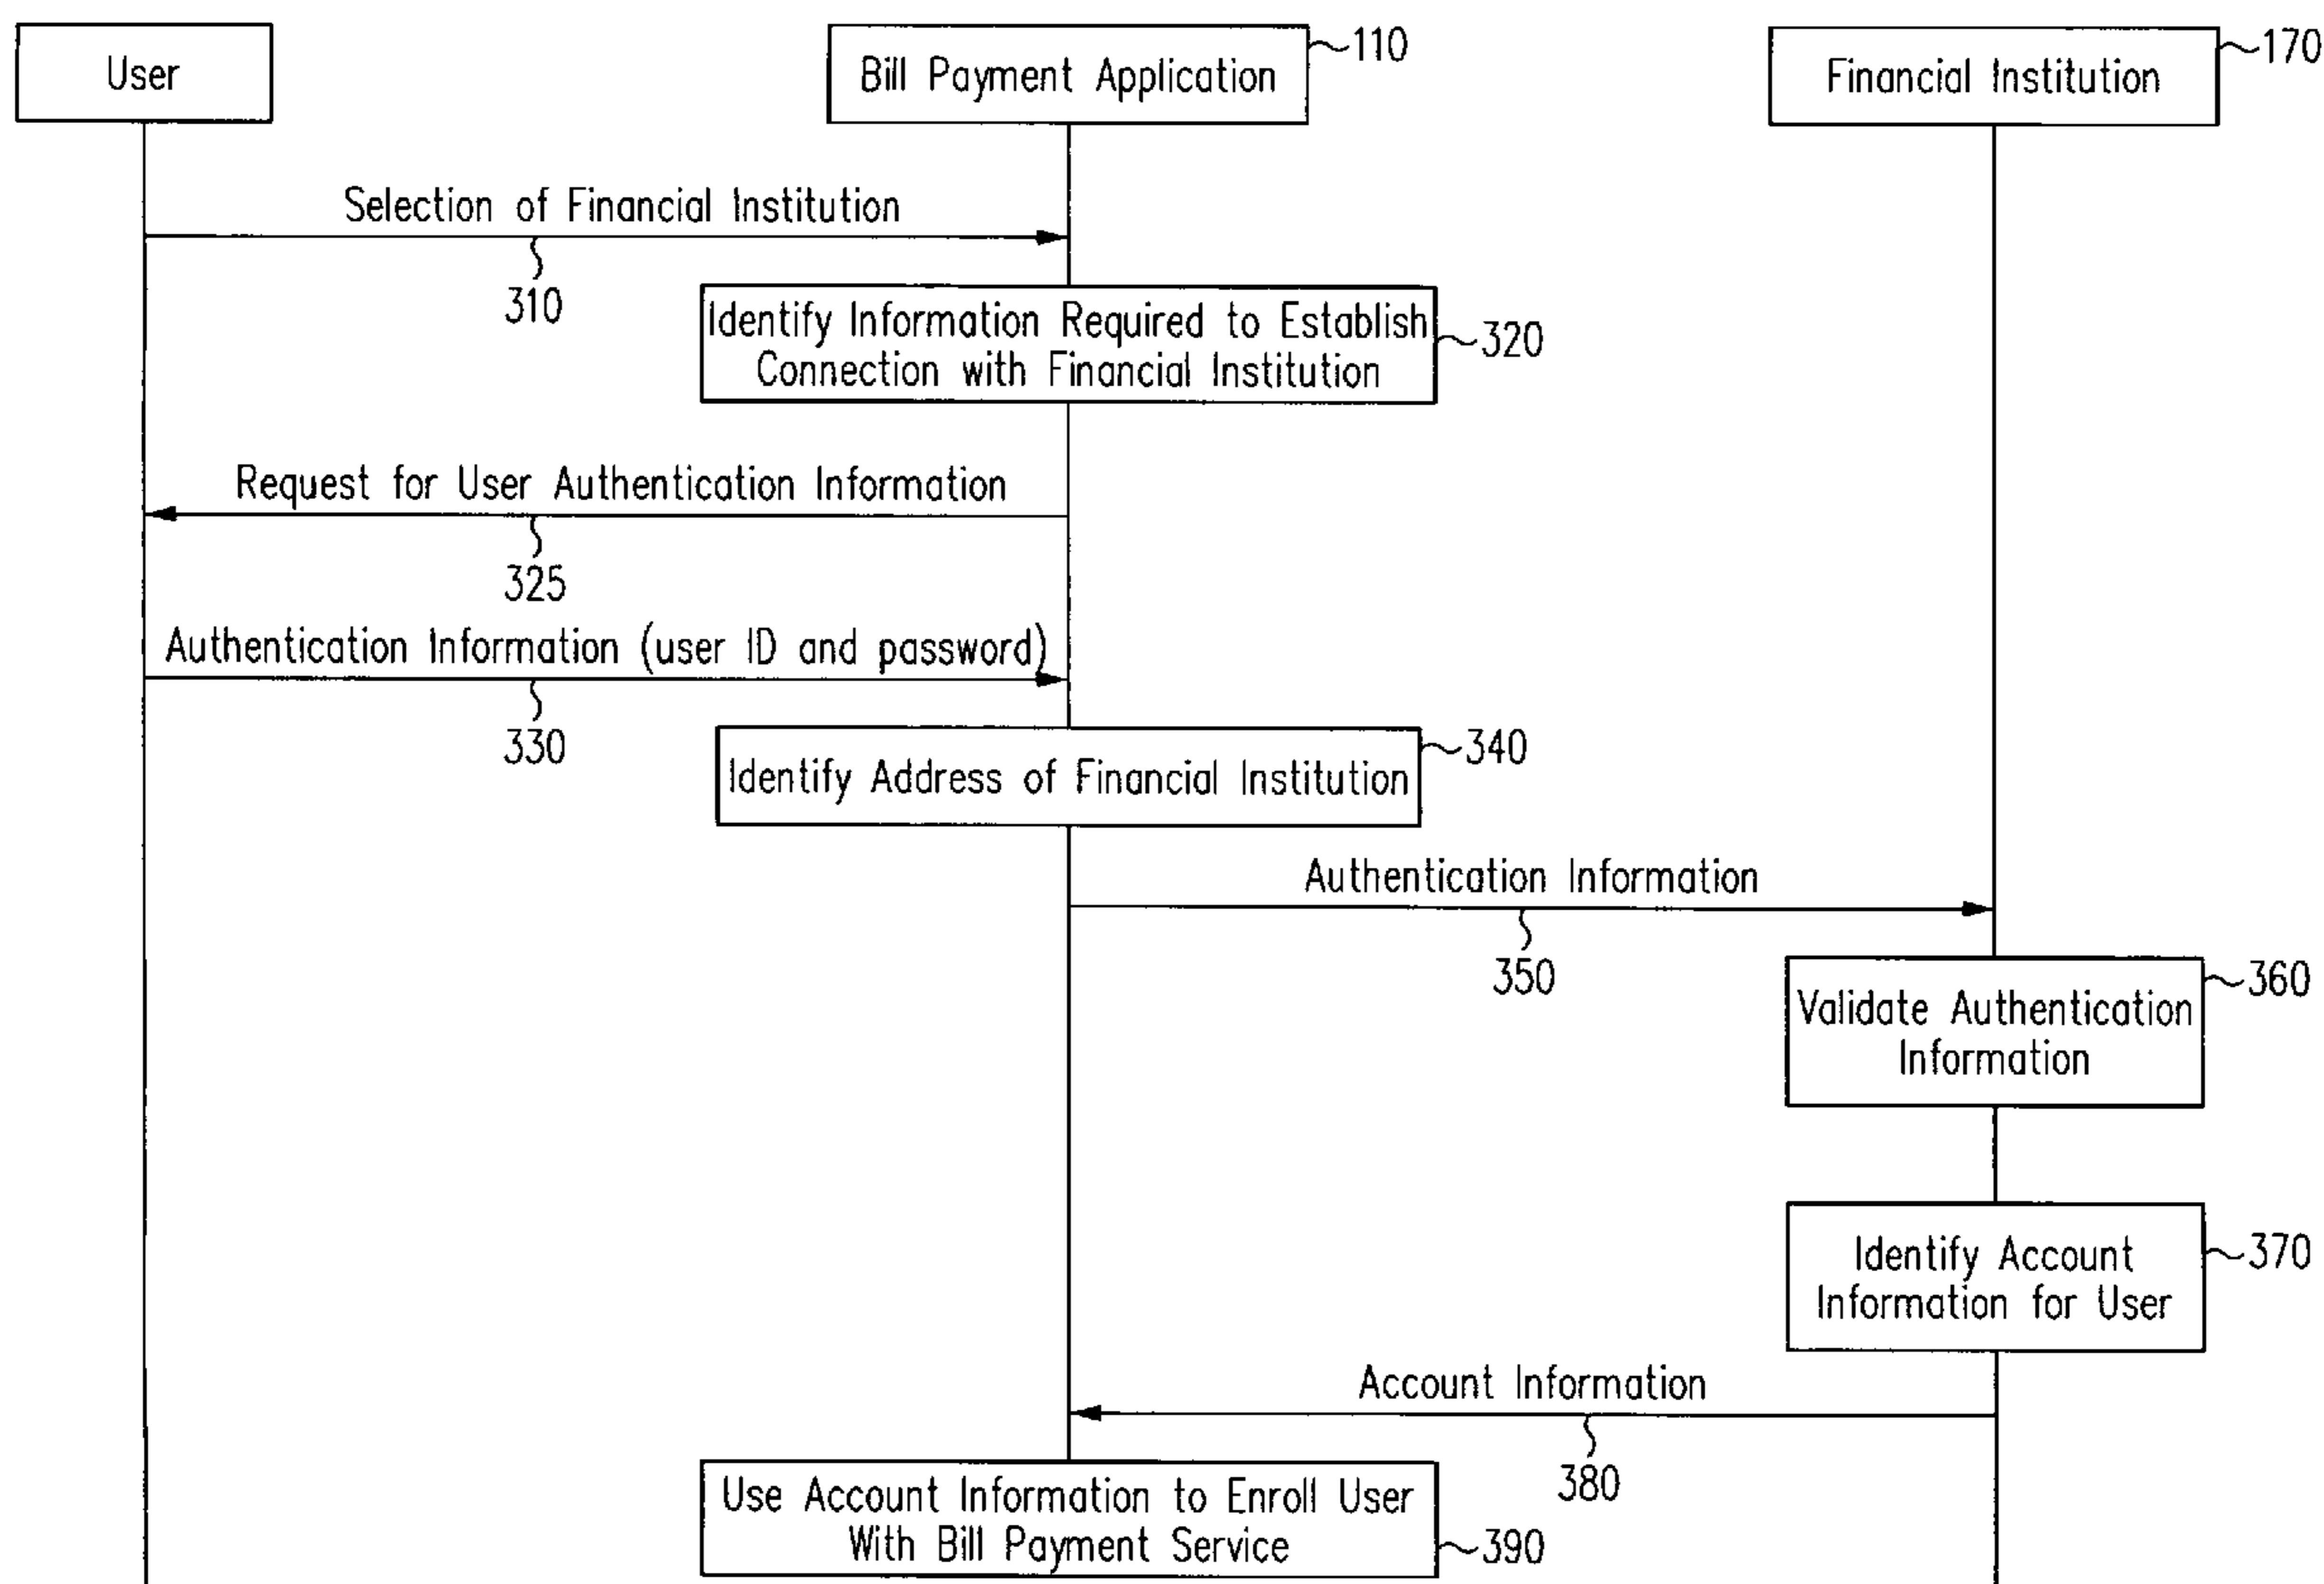 User
Bill Payment Application
110
Financial Institution
170
Selection of Financial Institution
310
Identify Information Required to Establish
Connection with Financial Institution
320
Request for User Authentication Information
325
Authentication Information (user ID and password)
330
Identify Address of Financial Institution
340
Authentication Information
350
Validate Authentication
Information
360
Identify Account
Information for User
370
Account Information
380
Use Account Information to Enroll User
With Bill Payment Service
390